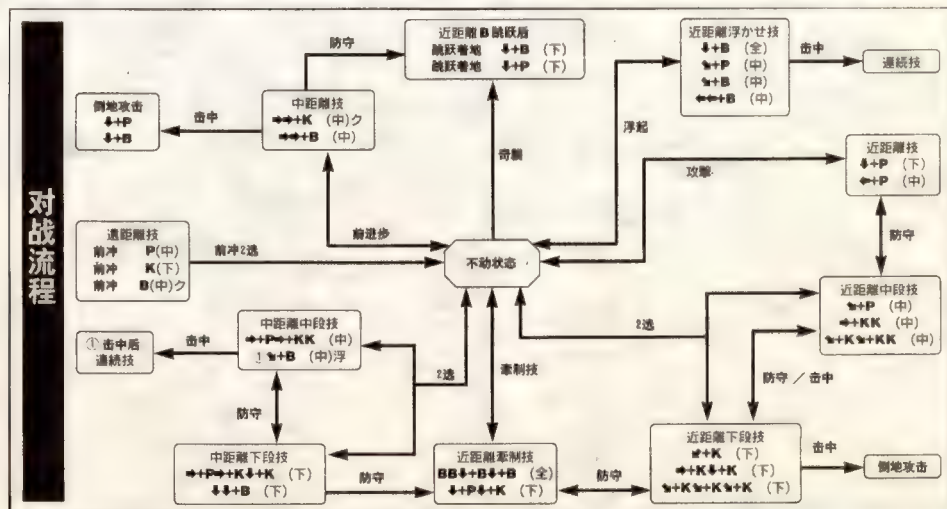 对战流程
防守
近距離 B 跳跃后
跳跃着地 ⬇+B (下)
跳跃着地 ⬇+P (下)
近距離浮かせ技
⬇+B (全)
⬊+P (中)
⬊+B (中)
⬅⬅+B (中)
击中
連続技
倒地攻击
⬇+P
⬇+B
击中
中距離技
➡➡+K (中)ク
➡➡+B (中)
奇襲
浮起
攻擊
近距離技
⬇+P (下)
⬅+P (中)
前进步
防守
遠距離技
前冲 P(中)
前冲 K(下)
前冲 B(中)ク
前冲2选
不动状态
近距離中段技
⬊+P (中)
➡+KK (中)
⬊+K⬊+KK (中)
2选
① 击中后
連続技
击中
中距離中段技
➡+P➡+KK (中)
1 ⬊+B (中)浮
2选
牽制技
防守 / 击中
防守
中距離下段技
➡+P➡+K⬇+K (下)
⬇⬇+B (下)
防守
近距離牽制技
BB⬇+B⬇+B (全)
⬇+P⬇+K (下)
防守
近距離下段技
⬊+K (下)
➡+K⬇+K (下)
⬊+K⬊+K⬊+K (下)
击中
倒地攻击